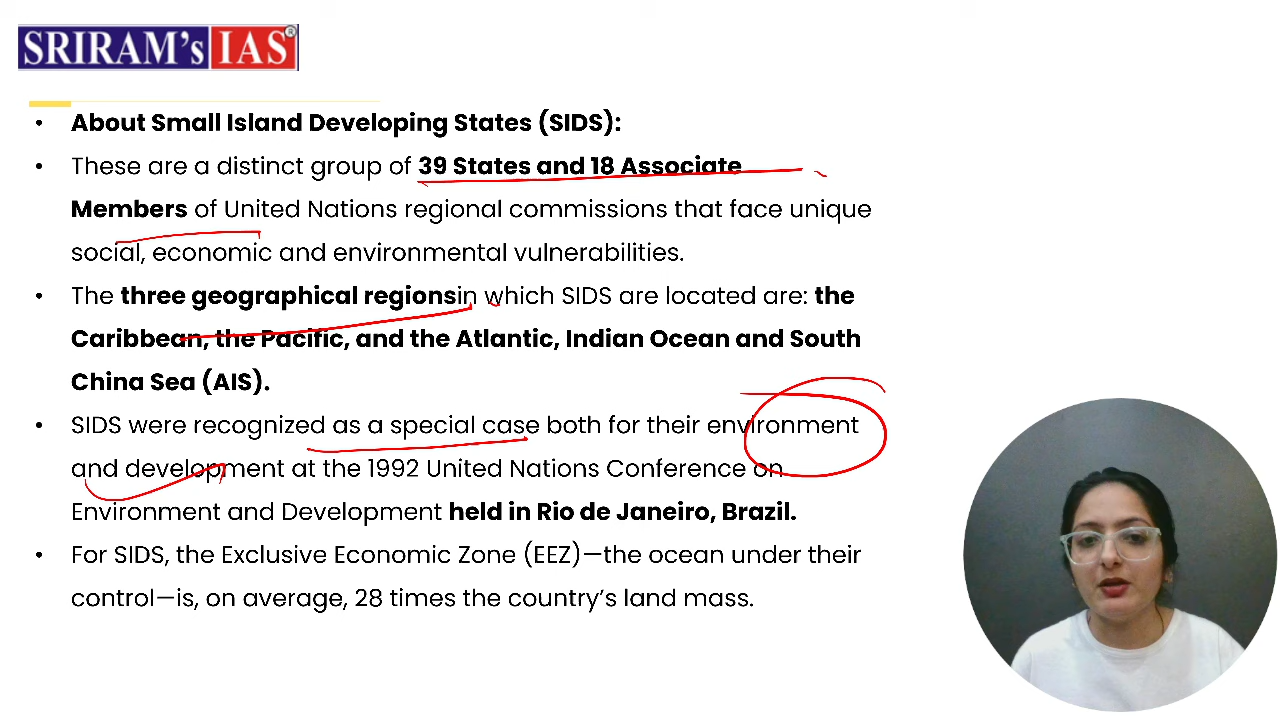 SRIRAM's IAS®
• About Small Island Developing States (SIDS):
• These are a distinct group of 39 States and 18 Associate
Members of United Nations regional commissions that face unique
social, economic and environmental vulnerabilities.
• The three geographical regionsin which SIDS are located are: the
Caribbean, the Pacific, and the Atlantic, Indian Ocean and South
China Sea (AIS).
• SIDS were recognized as a special case both for their environment
and development at the 1992 United Nations Conference on
Environment and Development held in Rio de Janeiro, Brazil.
• For SIDS, the Exclusive Economic Zone (EEZ)—the ocean under their
control—is, on average, 28 times the country's land mass.